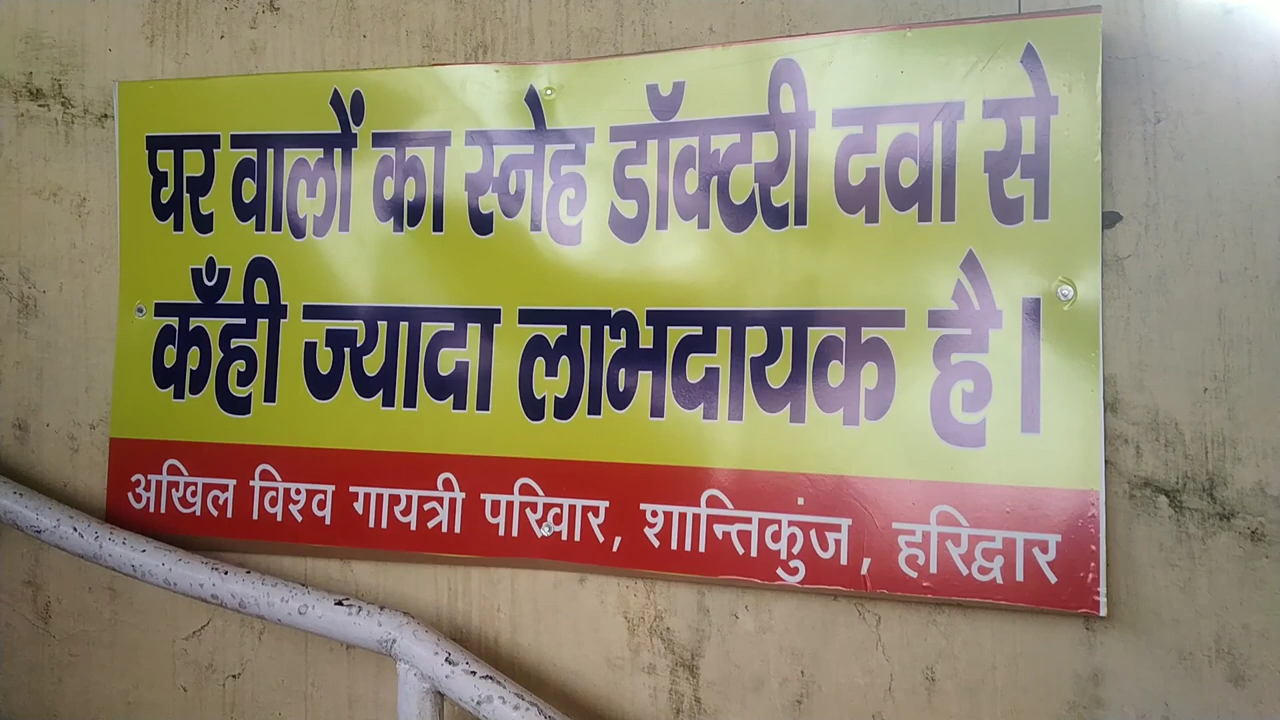 घर वालों का स्नेह डॉक्टरी दवा से
कँही ज्यादा लाभदायक है।
अखिल विश्व गायत्री परिवार, शान्तिकुंज, हरिद्वार